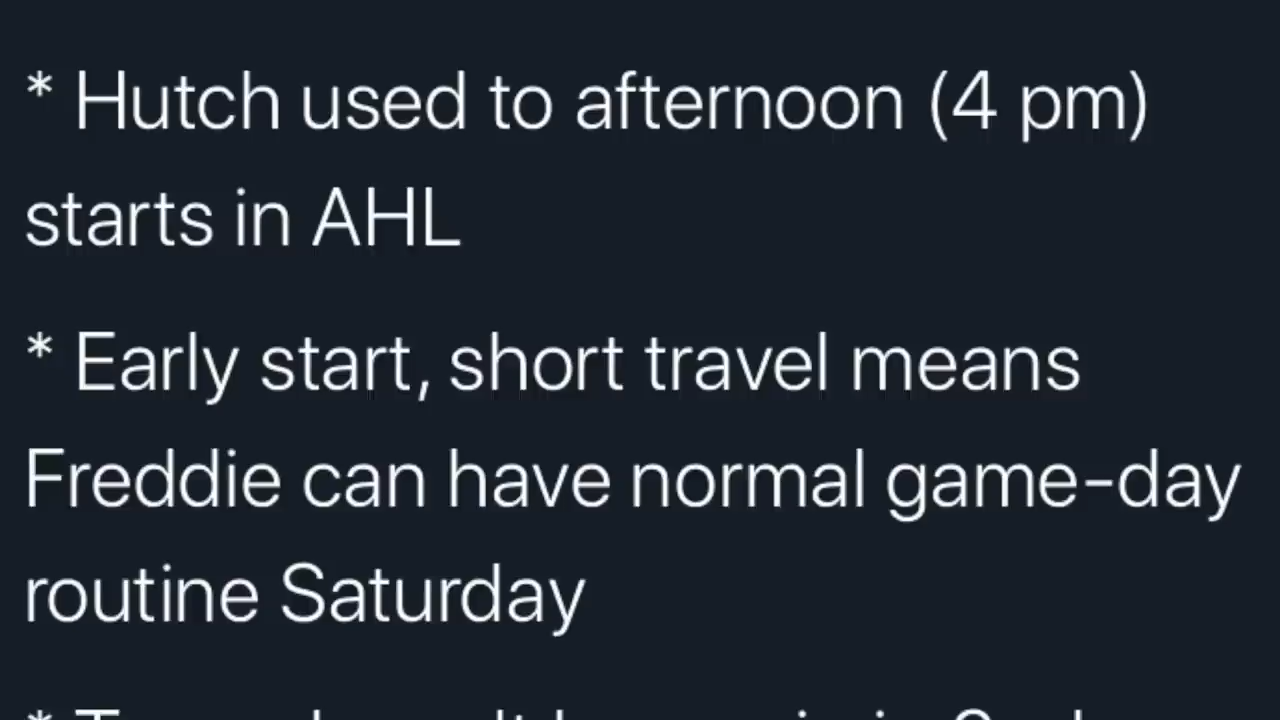 * Hutch used to afternoon (4 pm)
starts in AHL
* Early start, short travel means
Freddie can have normal game-day
routine Saturday
*